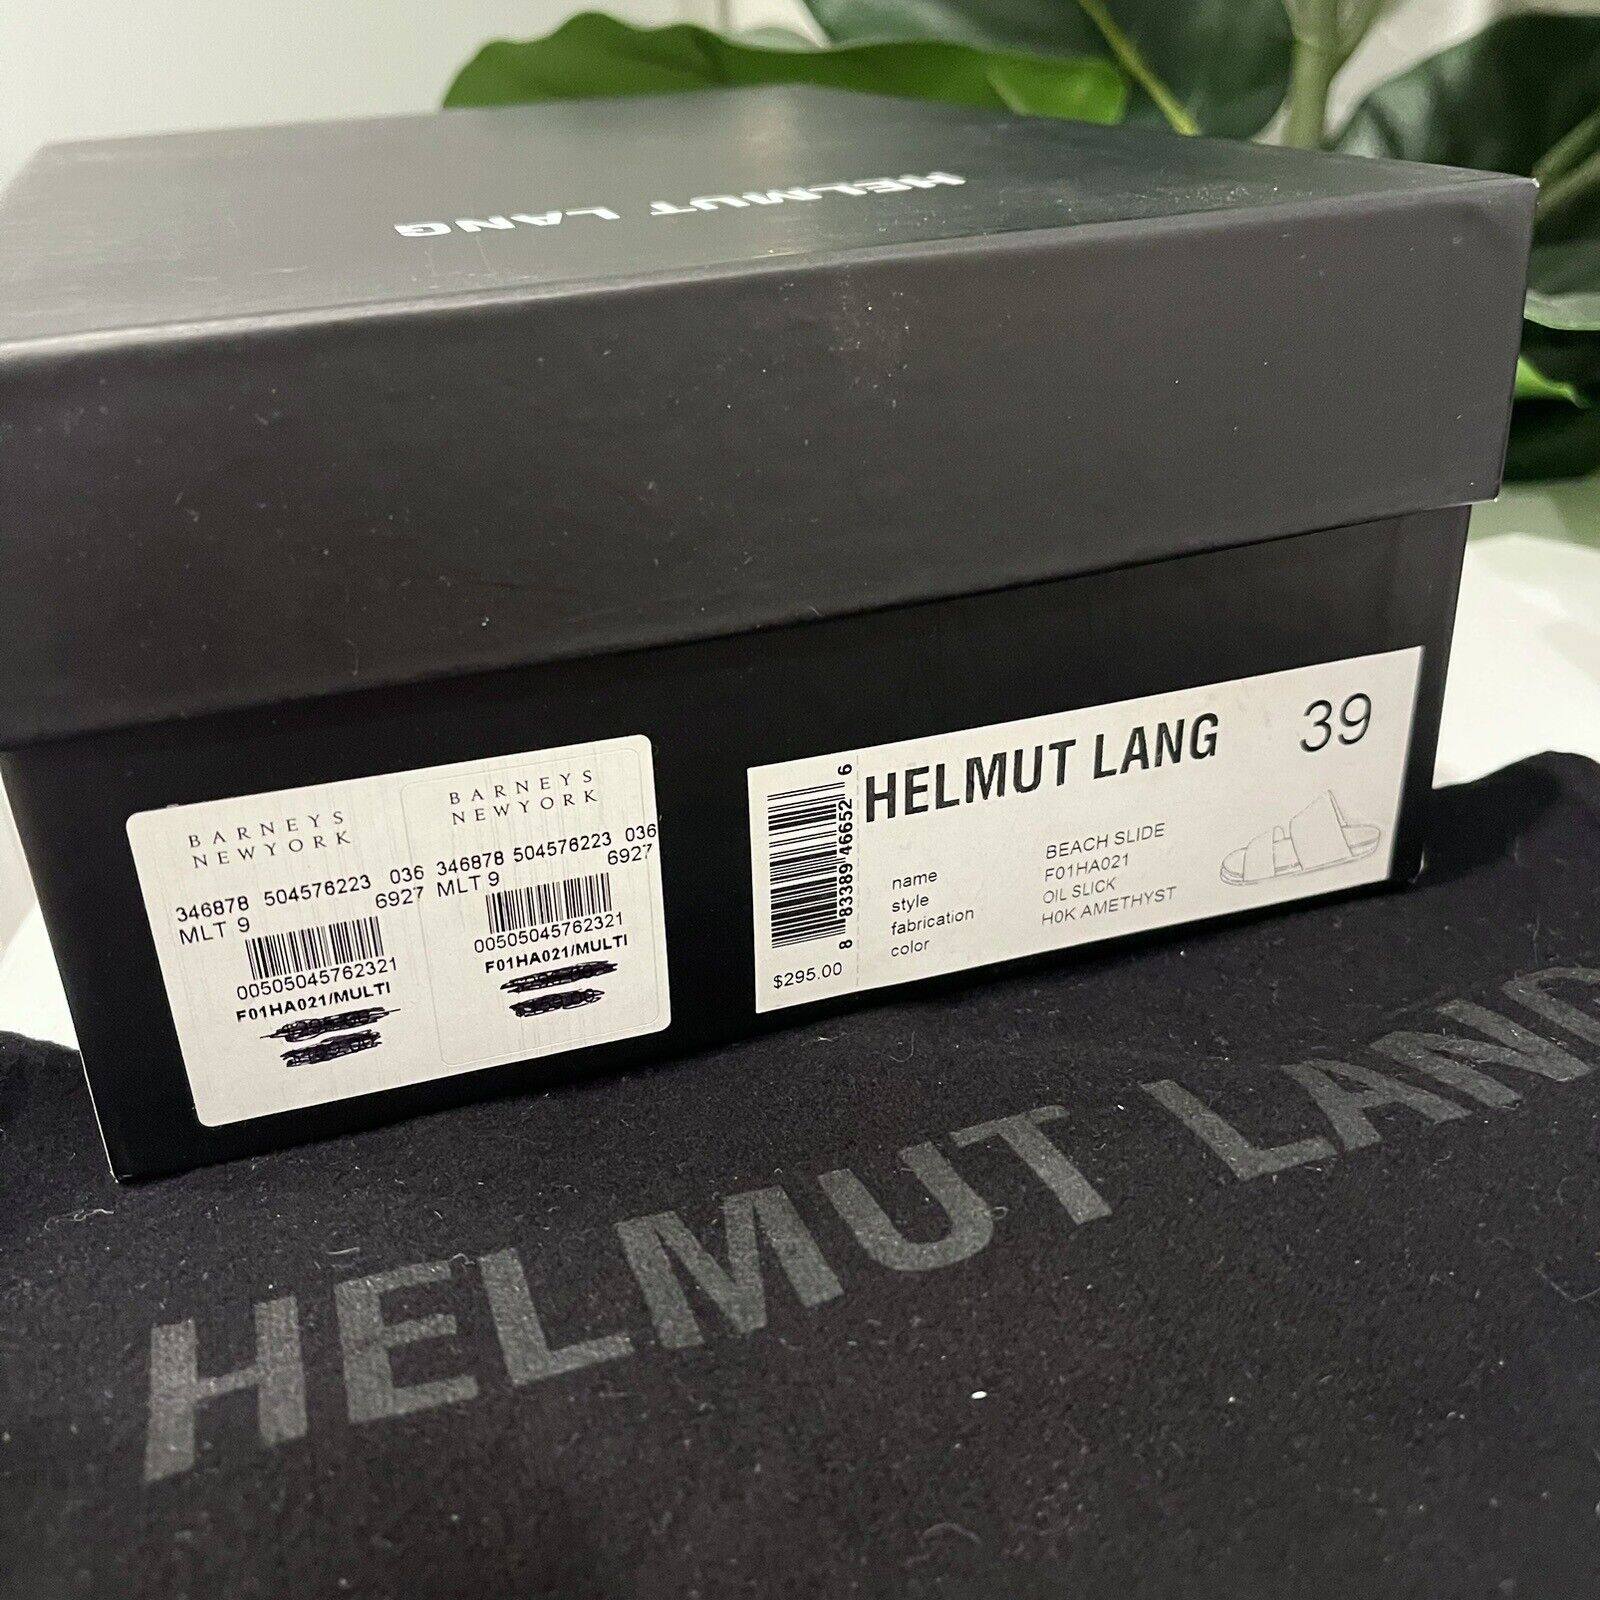 HELMUT LANG
BARNEYS
NEWYORK
346878 504576223 036
MLT 9 6927
00505045762321
F01HA021/MULTI
BARNEYS
NEWYORK
346878 504576223 036
MLT 9 6927
00505045762321
F01HA021/MULTI
8 83389 46652 6
$295.00
HELMUT LANG 39
name BEACH SLIDE
style F01HA021
fabrication OIL SLICK
color H0K AMETHYST
HELMUT LANG